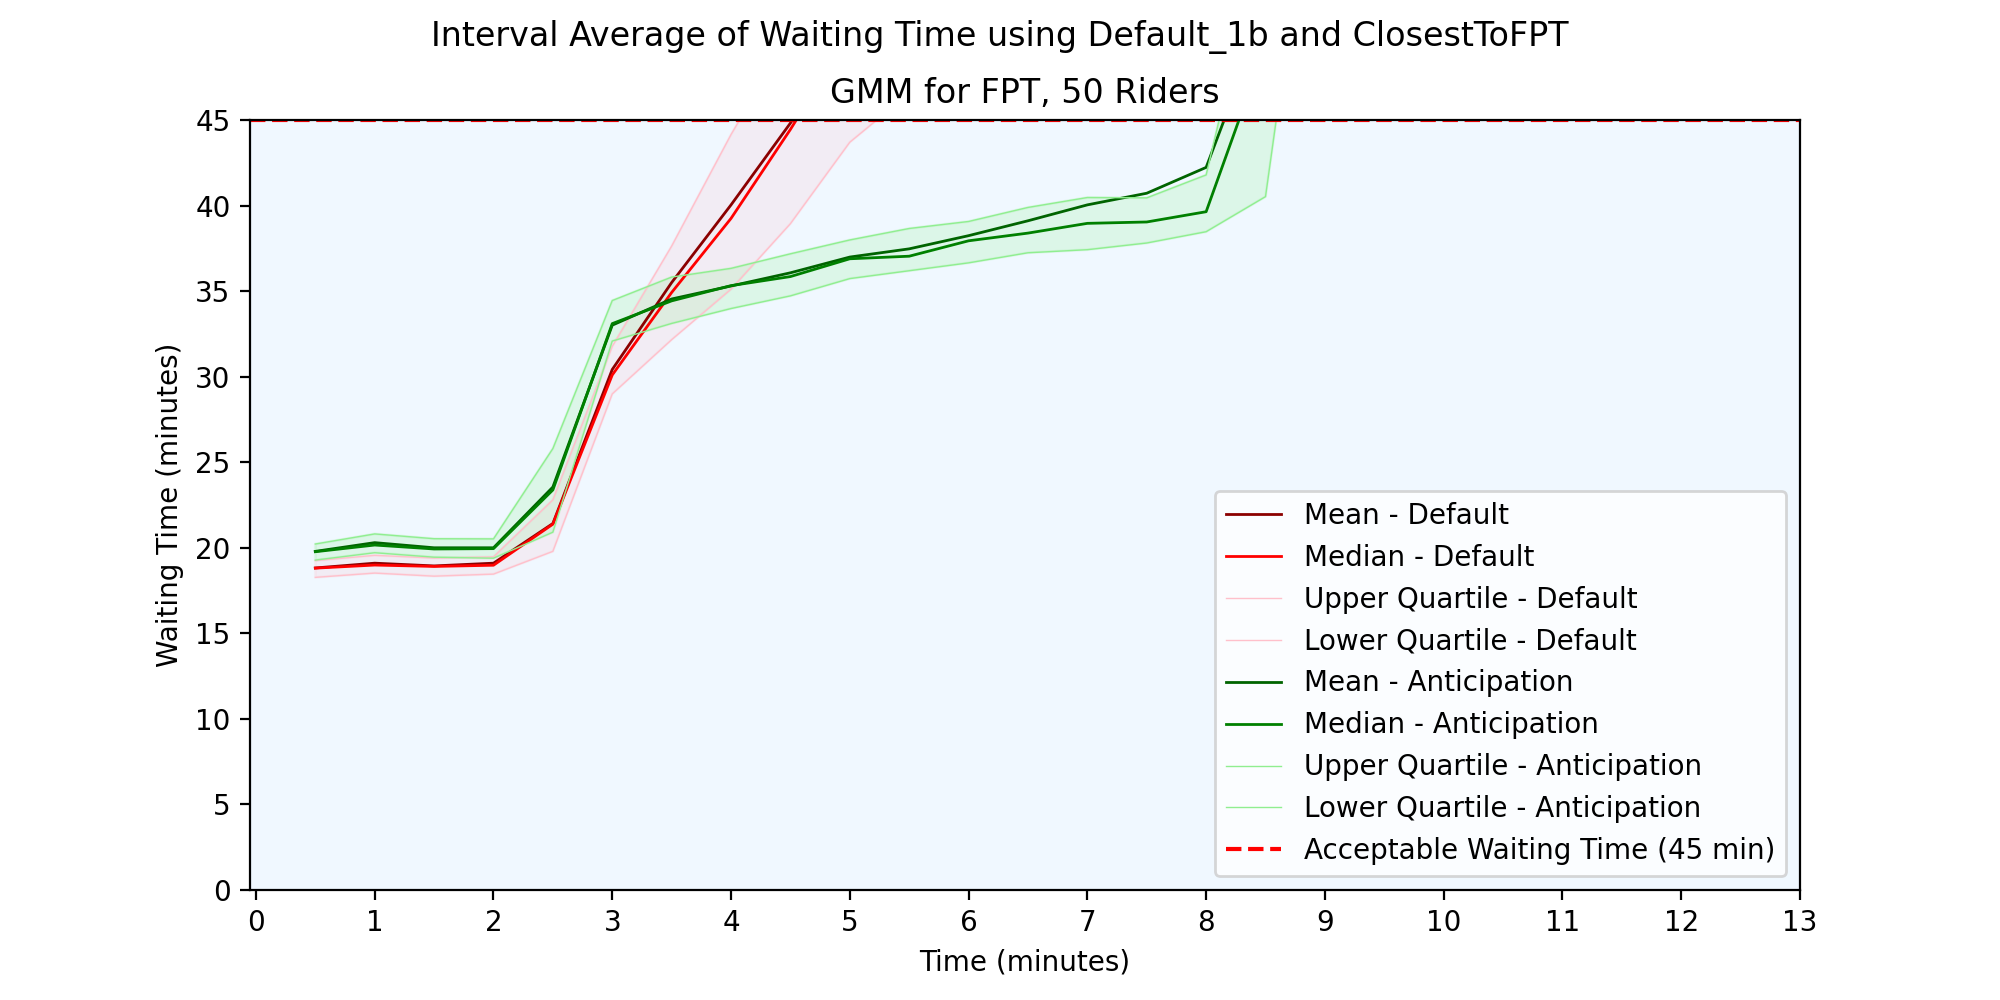 Interval Average of Waiting Time using Default_1b and ClosestToFPT
GMM for FPT, 50 Riders
45
40
35
30
25
20
15
10
5
0
Waiting Time (minutes)
Mean - Default
Median - Default
Upper Quartile - Default
Lower Quartile - Default
Mean - Anticipation
Median - Anticipation
Upper Quartile - Anticipation
Lower Quartile - Anticipation
Acceptable Waiting Time (45 min)
0 1 2 3 4 5 6 7 8 9 10 11 12 13
Time (minutes)